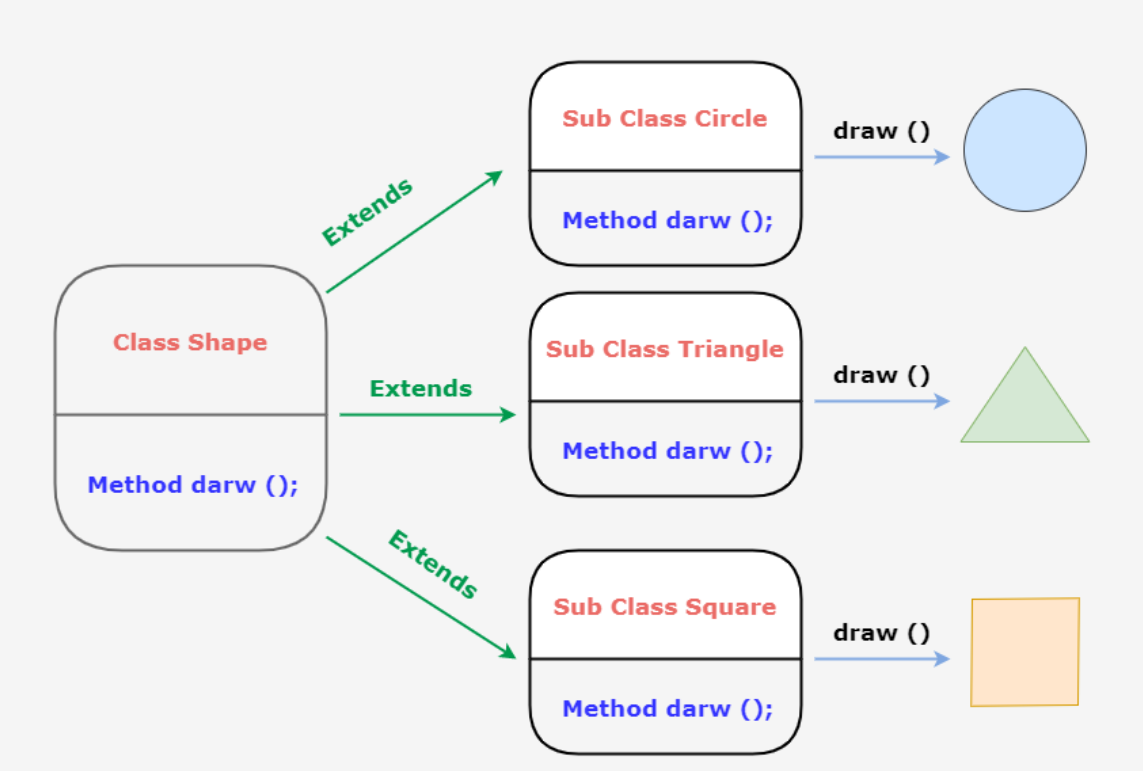 Class Shape
Method darw ();
Extends
Extends
Extends
Sub Class Circle
Method darw ();
draw ()
Sub Class Triangle
Method darw ();
draw ()
Sub Class Square
Method darw ();
draw ()